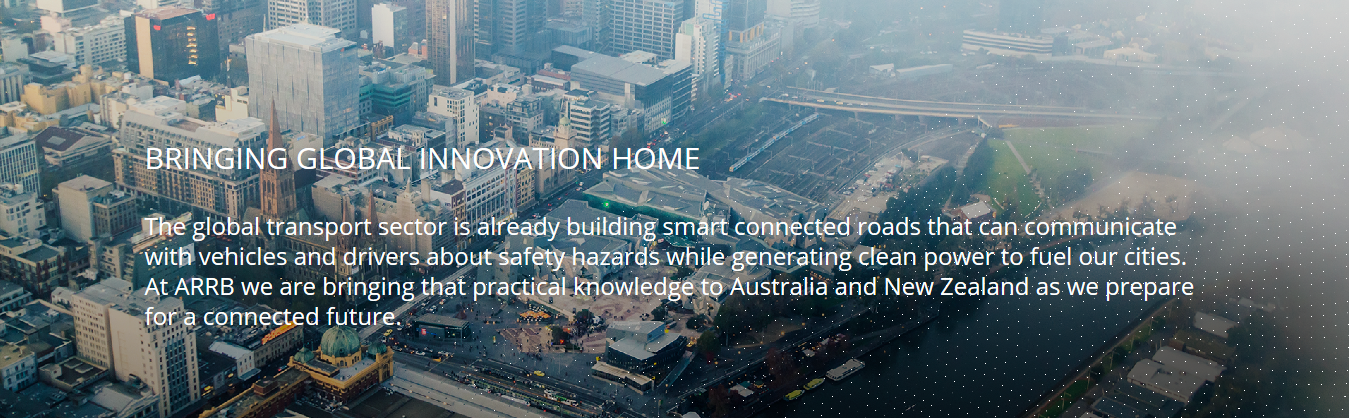 BRINGING GLOBAL INNOVATION HOME
The global transport sector is already building smart connected roads that can communicate
with vehicles and drivers about safety hazards while generating clean power to fuel our cities.
At ARRB we are bringing that practical knowledge to Australia and New Zealand as we prepare
for a connected future.